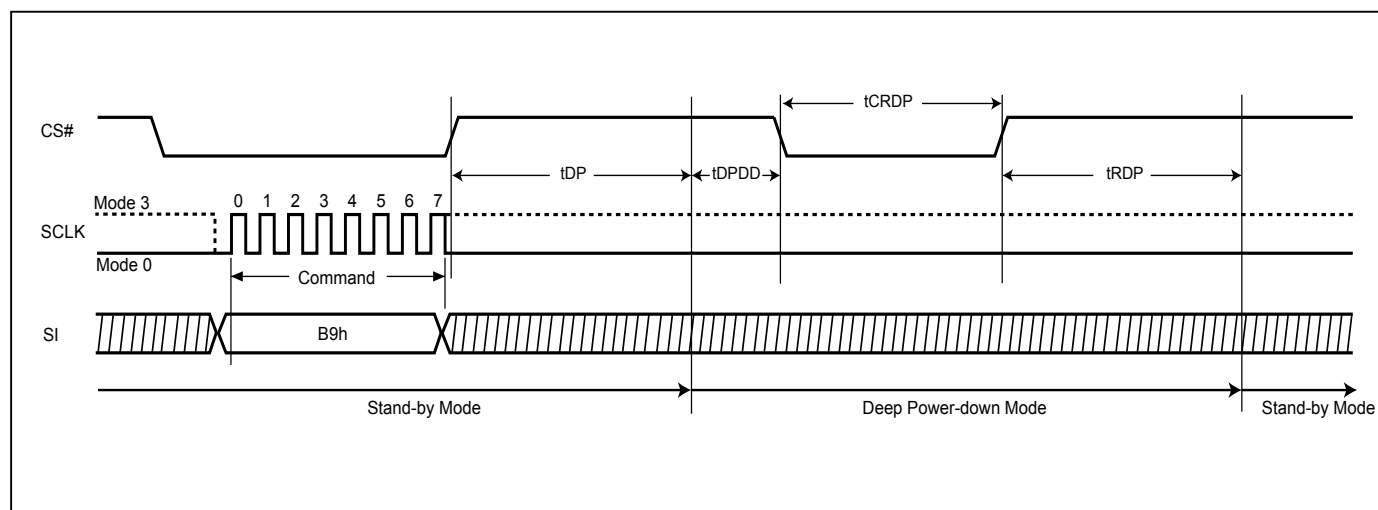 tCRDP
CS#
tDP
tDPDD
tRDP
Mode 3
0 1 2 3 4 5 6 7
SCLK
Mode 0
Command
SI
B9h
Stand-by Mode
Deep Power-down Mode
Stand-by Mode